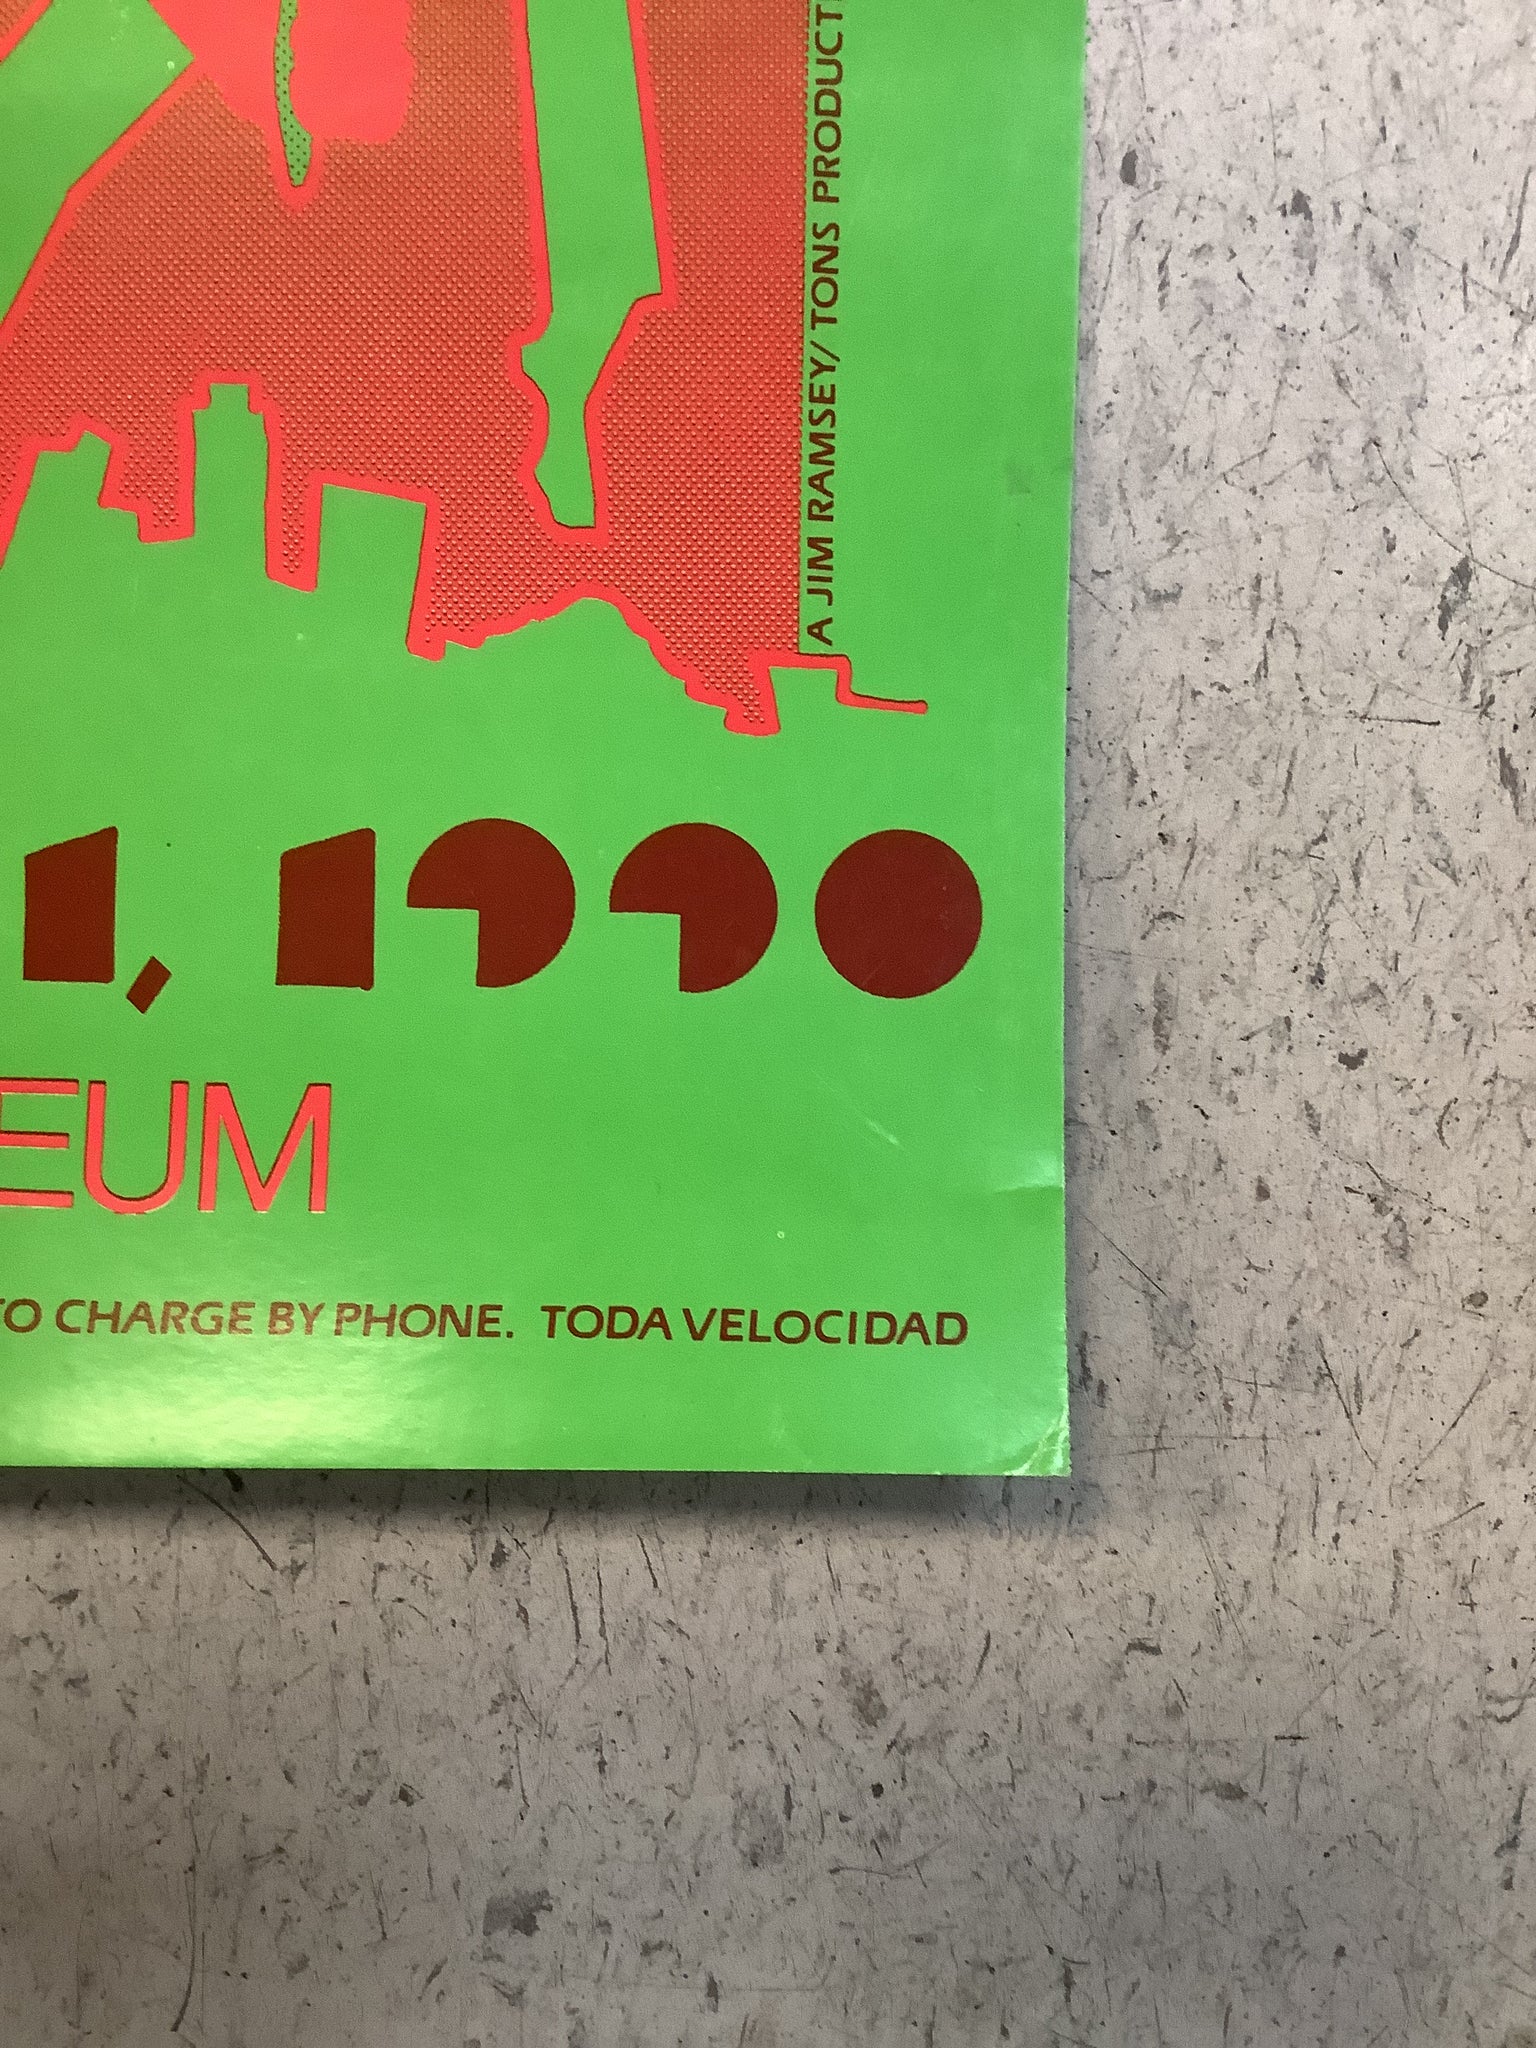 A JIM RAMSEY/ TONS PRODUCT
1, 1990
EUM
TO CHARGE BY PHONE. TODA VELOCIDAD